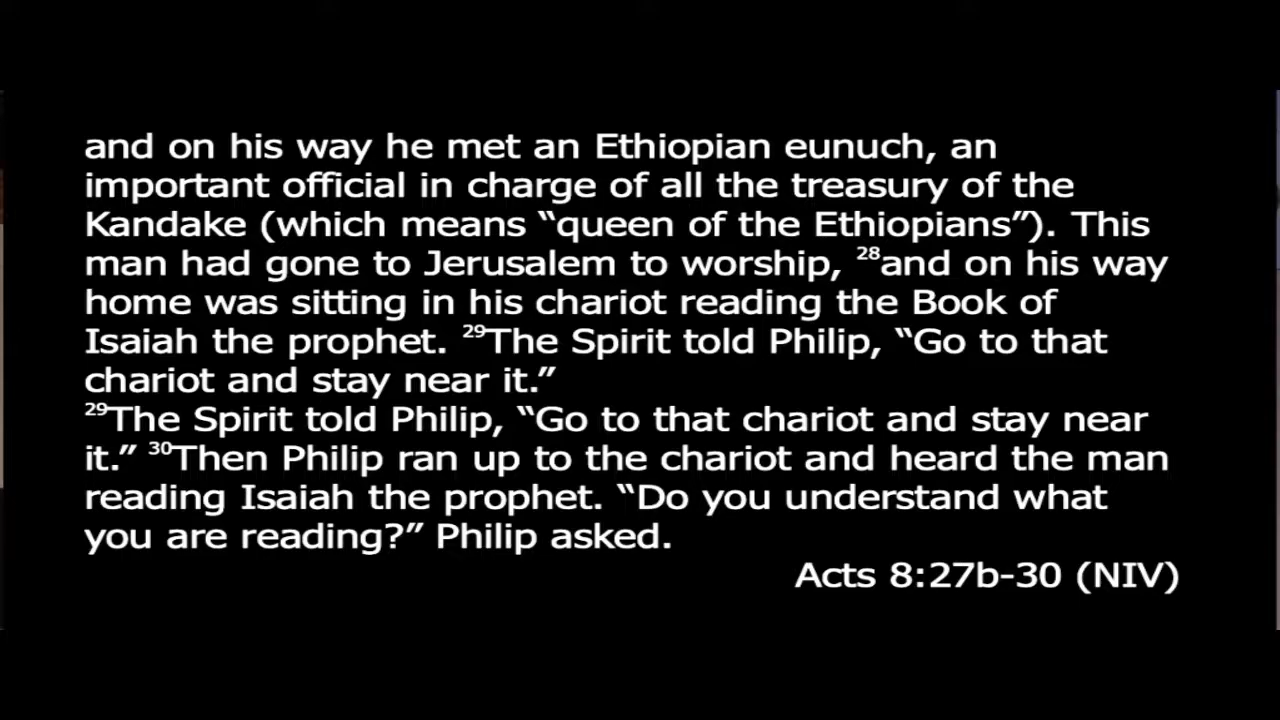 and on his way he met an Ethiopian eunuch, an
important official in charge of all the treasury of the
Kandake (which means “queen of the Ethiopians”). This
man had gone to Jerusalem to worship, ²⁸and on his way
home was sitting in his chariot reading the Book of
Isaiah the prophet. ²⁹The Spirit told Philip, “Go to that
chariot and stay near it.”
²⁹The Spirit told Philip, “Go to that chariot and stay near
it.” ³⁰Then Philip ran up to the chariot and heard the man
reading Isaiah the prophet. “Do you understand what
you are reading?” Philip asked.
Acts 8:27b-30 (NIV)